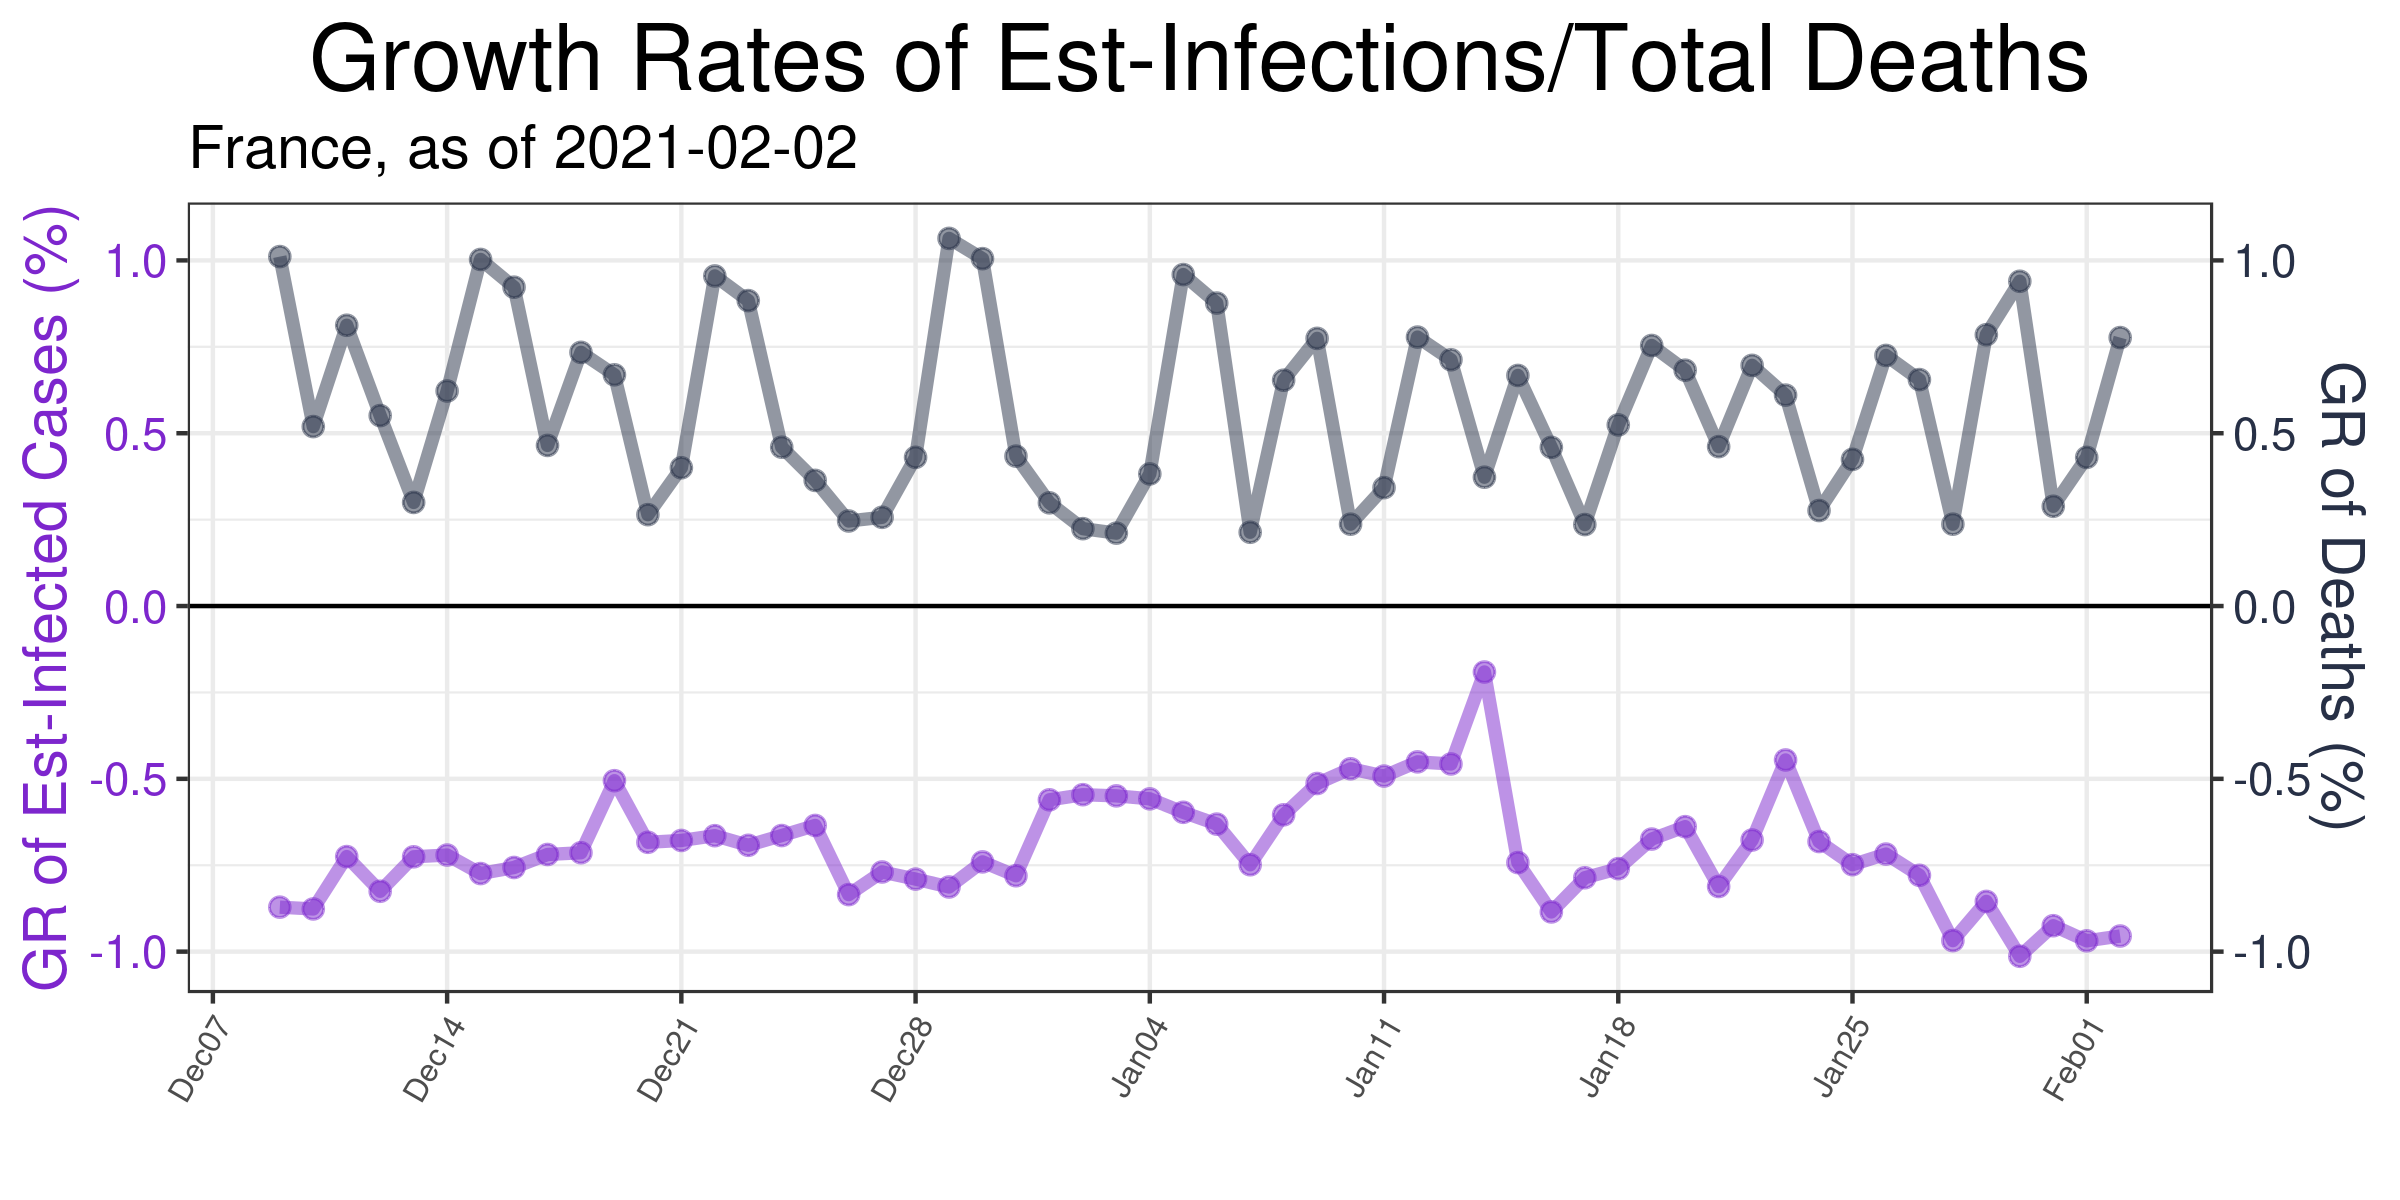 Growth Rates of Est-Infections/Total Deaths
France, as of 2021-02-02
GR of Est-Infected Cases (%)
1.0
0.5
0.0
-0.5
-1.0
1.0
0.5
0.0
-0.5
-1.0
GR of Deaths (%)
Dec07
Dec14
Dec21
Dec28
Jan04
Jan11
Jan18
Jan25
Feb01